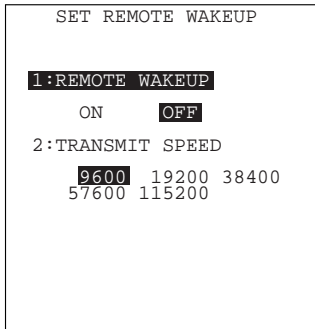 SET REMOTE WAKEUP
1:REMOTE WAKEUP
ON OFF
2:TRANSMIT SPEED
9600 19200 38400
57600 115200